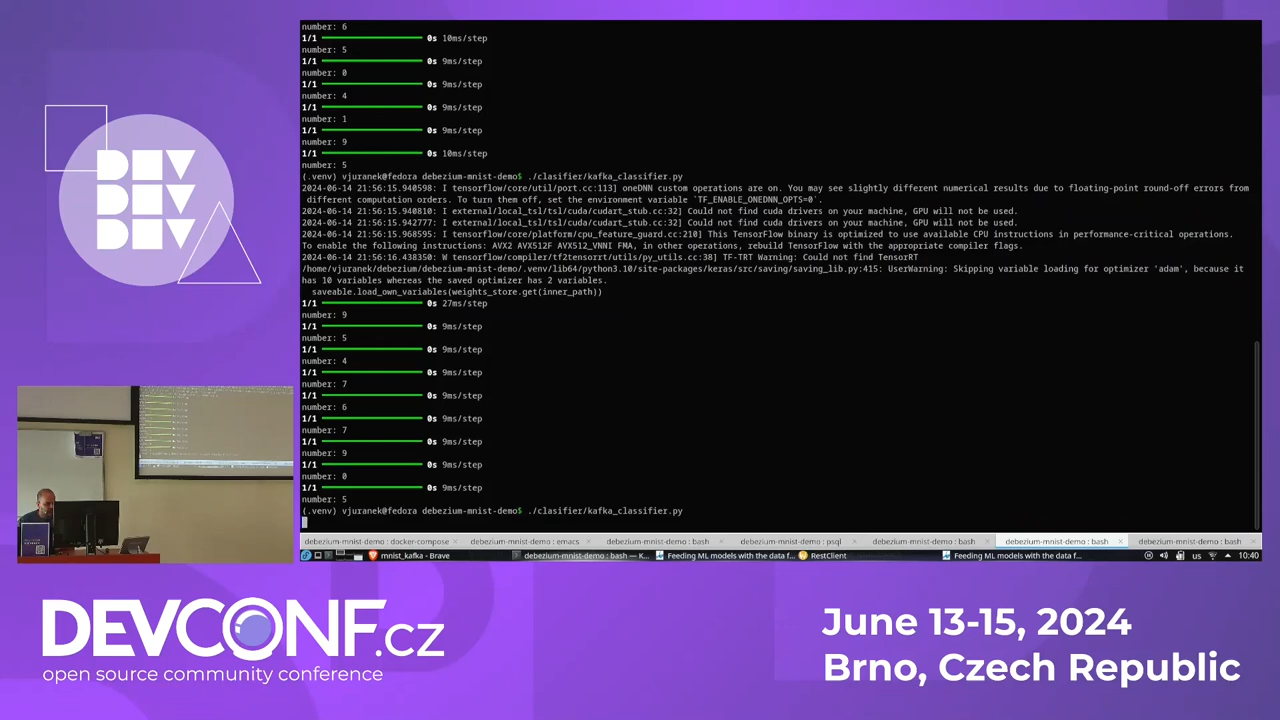 number: 6
1/1 0s 10ms/step
number: 5
1/1 0s 9ms/step
number: 0
1/1 0s 9ms/step
number: 4
1/1 0s 9ms/step
number: 1
1/1 0s 9ms/step
number: 9
1/1 0s 10ms/step
number: 5
(.venv) vjuranek@fedora debezium-mnist-demo$ ./clasifier/kafka_classifier.py
2024-06-14 21:56:15.940598: I tensorflow/core/util/port.cc:113] oneDNN custom operations are on. You may see slightly different numerical results due to floating-point round-off errors from
different computation orders. To turn them off, set the environment variable `TF_ENABLE_ONEDNN_OPTS=0`.
2024-06-14 21:56:15.940810: I external/local_tsl/tsl/cuda/cudart_stub.cc:32] Could not find cuda drivers on your machine, GPU will not be used.
2024-06-14 21:56:15.942777: I external/local_tsl/tsl/cuda/cudart_stub.cc:32] Could not find cuda drivers on your machine, GPU will not be used.
2024-06-14 21:56:15.968595: I tensorflow/core/platform/cpu_feature_guard.cc:210] This TensorFlow binary is optimized to use available CPU instructions in performance-critical operations.
To enable the following instructions: AVX2 AVX512F AVX512_VNNI FMA, in other operations, rebuild TensorFlow with the appropriate compiler flags.
2024-06-14 21:56:16.438350: W tensorflow/compiler/tf2tensorrt/utils/py_utils.cc:38] TF-TRT Warning: Could not find TensorRT
/home/vjuranek/debezium/debezium-mnist-demo/.venv/lib64/python3.10/site-packages/keras/src/saving/saving_lib.py:415: UserWarning: Skipping variable loading for optimizer 'adam', because it
has 10 variables whereas the saved optimizer has 2 variables.
saveable.load_own_variables(weights_store.get(inner_path))
1/1 0s 27ms/step
number: 9
1/1 0s 9ms/step
number: 5
1/1 0s 9ms/step
number: 4
1/1 0s 9ms/step
number: 7
1/1 0s 9ms/step
number: 6
1/1 0s 9ms/step
number: 7
1/1 0s 9ms/step
number: 9
1/1 0s 9ms/step
number: 0
1/1 0s 9ms/step
number: 5
(.venv) vjuranek@fedora debezium-mnist-demo$ ./clasifier/kafka_classifier.py
debezium-mnist-demo : docker-compose debezium-mnist-demo : emacs debezium-mnist-demo : bash debezium-mnist-demo : psql debezium-mnist-demo : bash debezium-mnist-demo : bash debezium-mnist-demo : bash
mnist_kafka - Brave debezium-mnist-demo : bash — K... Feeding ML models with the data f... RestClient Feeding ML models with the data f... us 10:40
DEV
DEV
DEV
DEVCONF.cz
open source community conference
June 13-15, 2024
Brno, Czech Republic